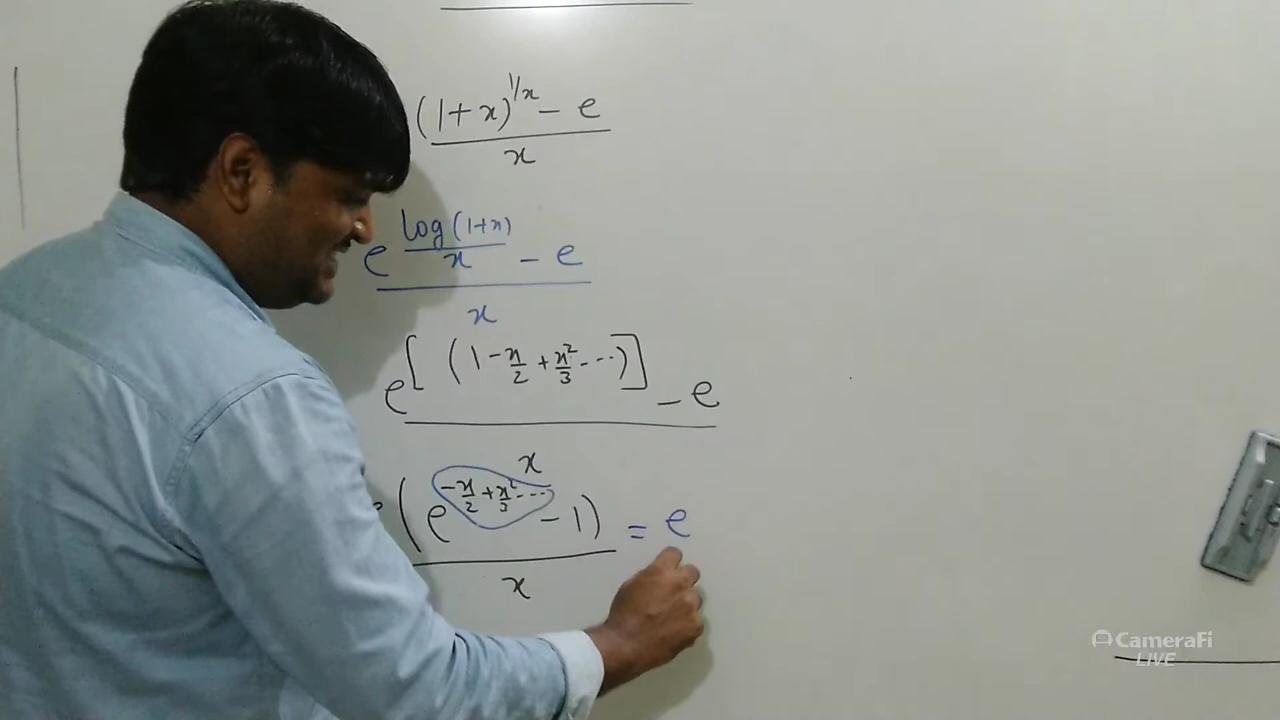 (1+x)^{1/x} - e
x
e^{log(1+x)/x} - e
x
e^{[(1 - x/2 + x²/3 - ...)]} - e
x
(e^{-x/2 + x²/3 - ...} - 1) = e
x
CameraFi
LIVE